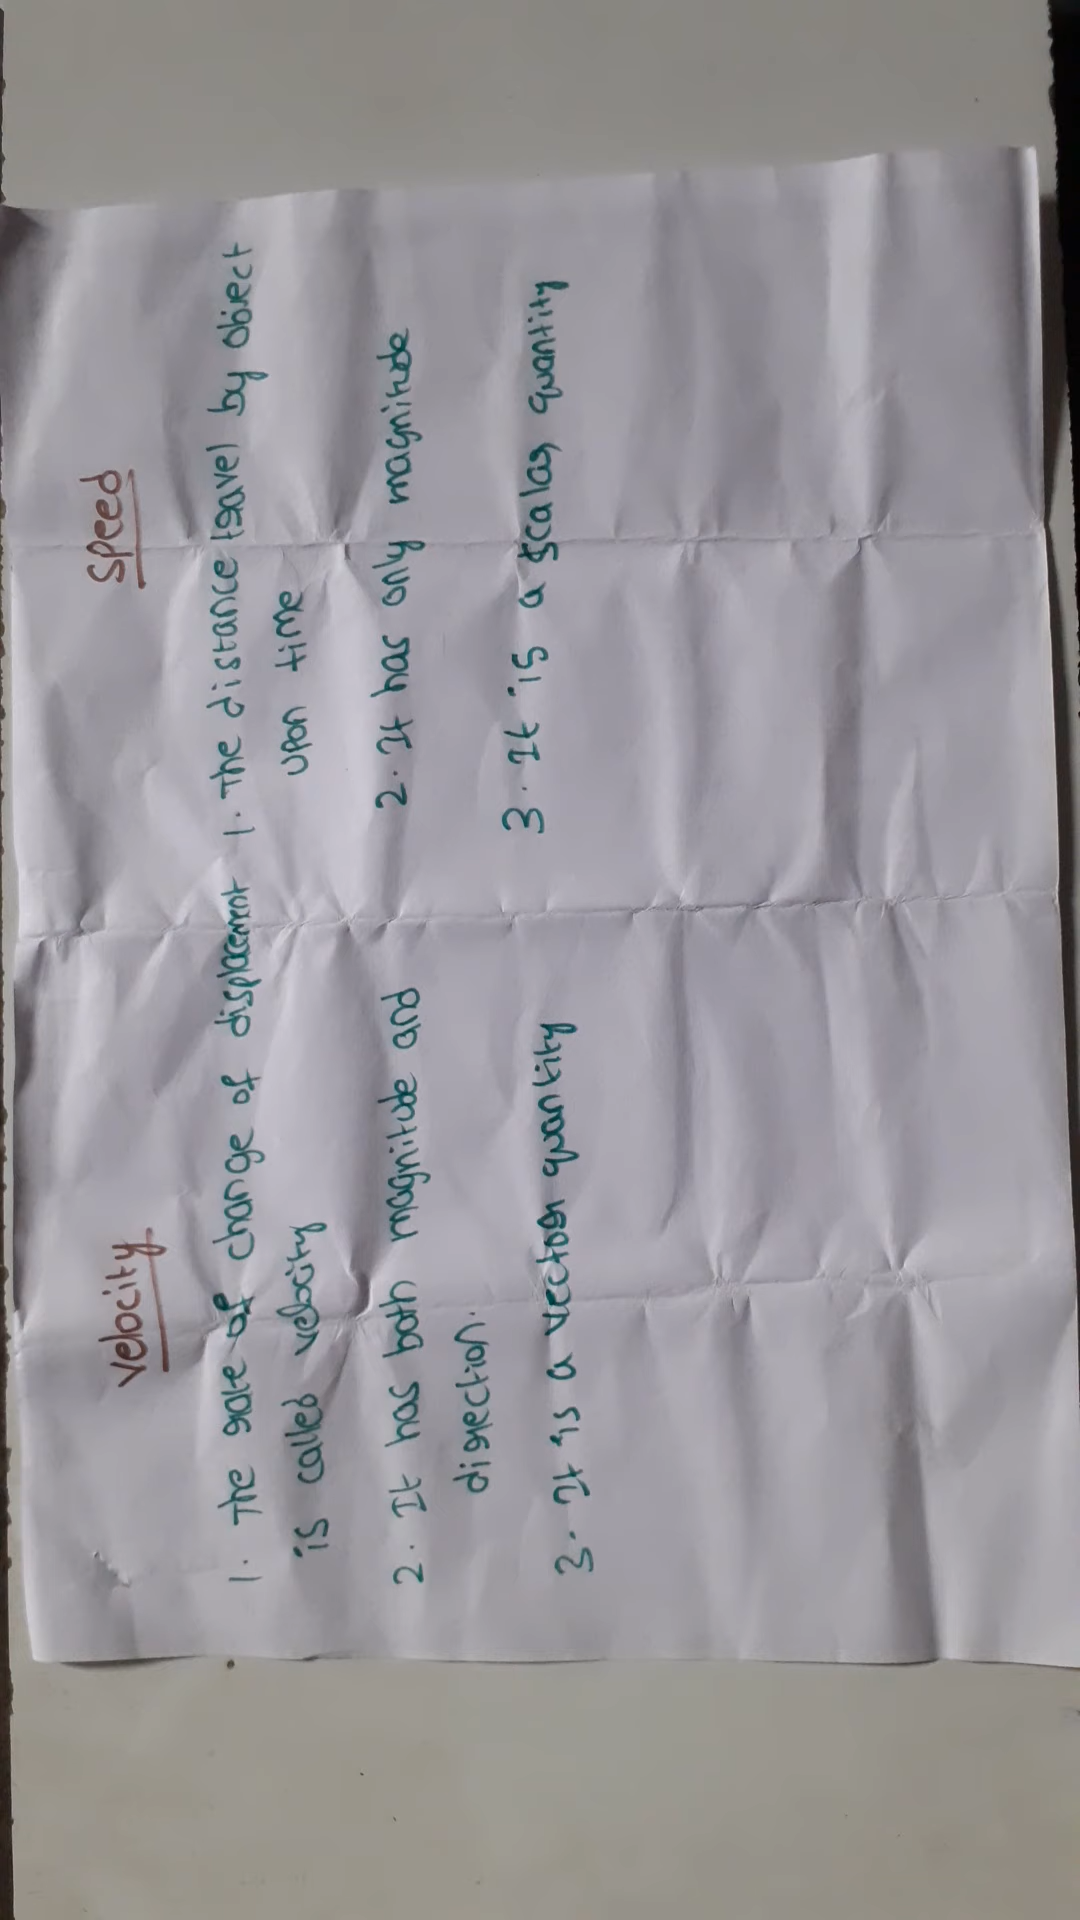 velocity
1. The rate of change of displacement
is called velocity
2. It has both magnitude and
direction.
3. It is a vector quantity
speed
1. The distance travel by object
upon time
2. It has only magnitude
3. It is a scalar quantity